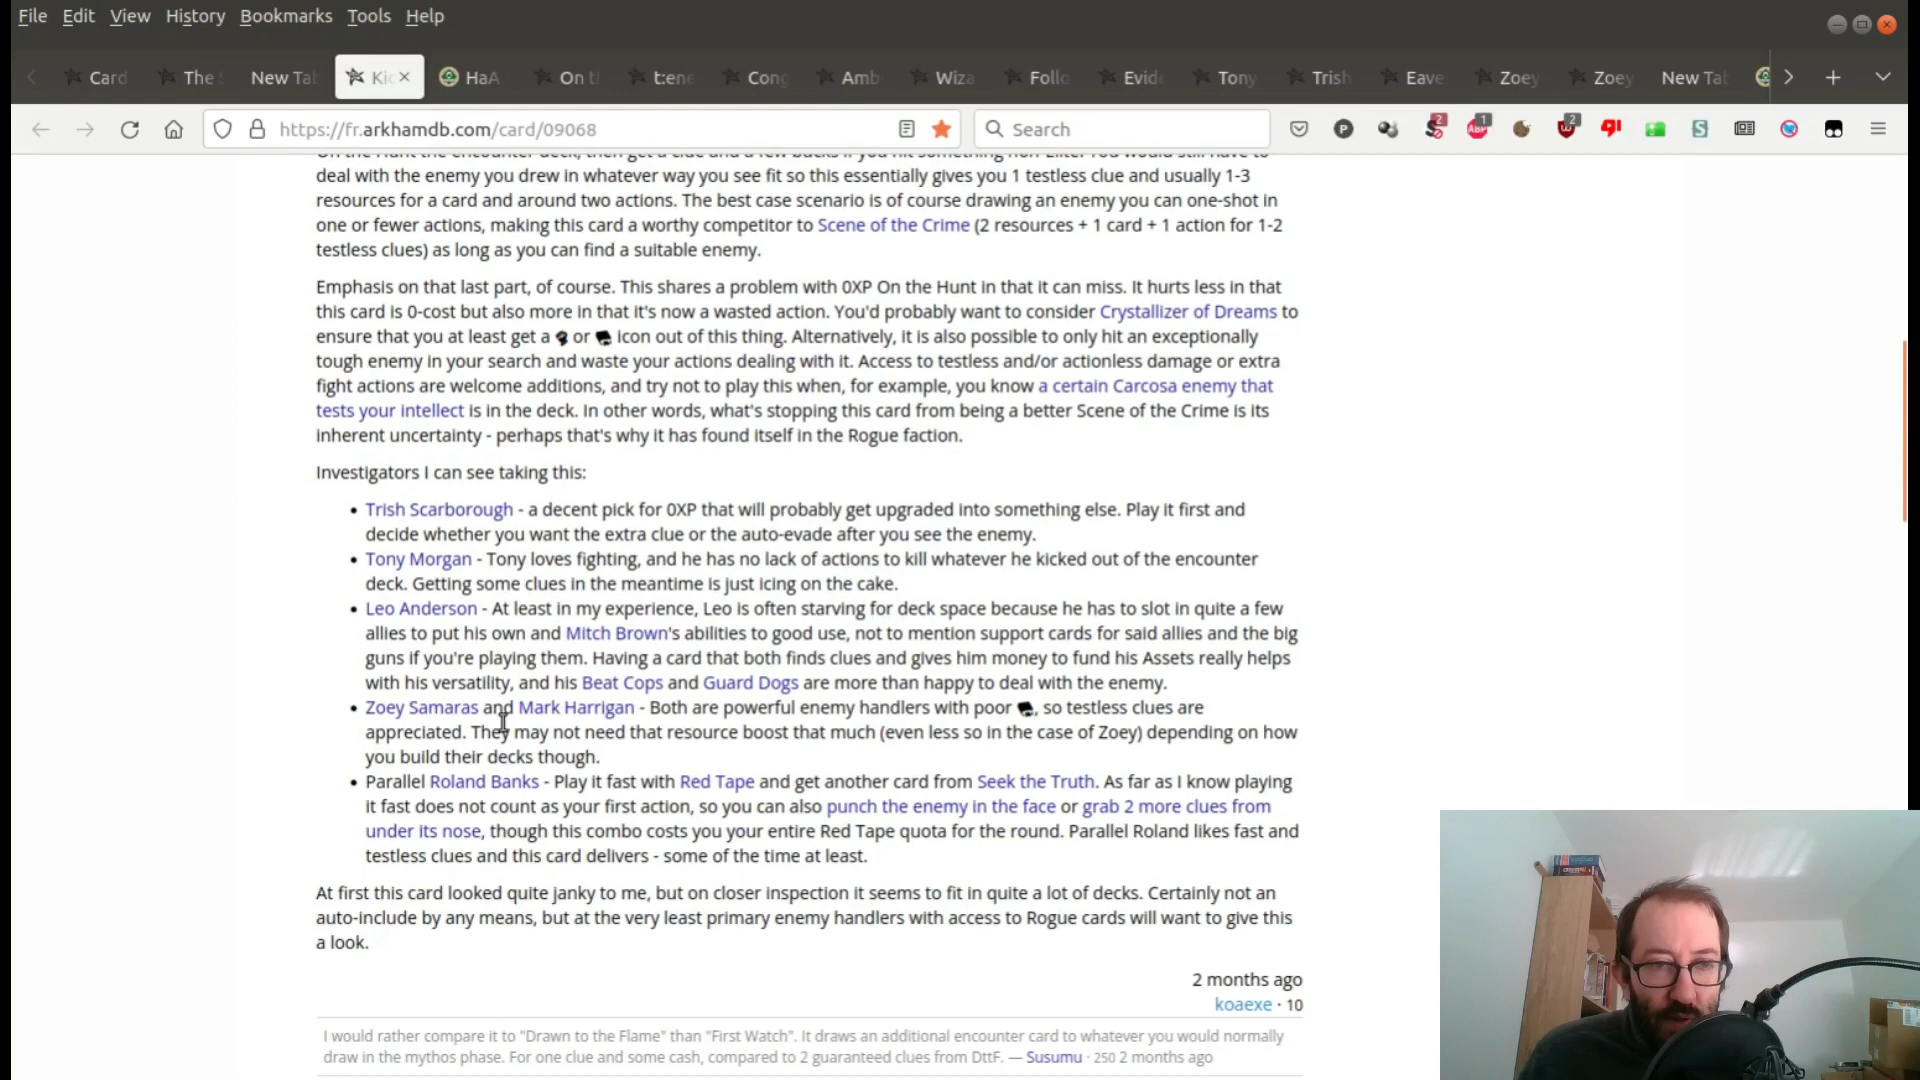 File Edit View History Bookmarks Tools Help
Card The New Tab Kic HaA On t t:ene Cong Amb Wiza Follo Evide Tony Trish Eave Zoey Zoey New Tab
https://fr.arkhamdb.com/card/09068 Search 2 1 2
On the Hunt the encounter deck, then get a clue and a few bucks if you hit something non-Elite. You would still have to
deal with the enemy you drew in whatever way you see fit so this essentially gives you 1 testless clue and usually 1-3
resources for a card and around two actions. The best case scenario is of course drawing an enemy you can one-shot in
one or fewer actions, making this card a worthy competitor to Scene of the Crime (2 resources + 1 card + 1 action for 1-2
testless clues) as long as you can find a suitable enemy.
Emphasis on that last part, of course. This shares a problem with 0XP On the Hunt in that it can miss. It hurts less in that
this card is 0-cost but also more in that it's now a wasted action. You'd probably want to consider Crystallizer of Dreams to
ensure that you at least get a or icon out of this thing. Alternatively, it is also possible to only hit an exceptionally
tough enemy in your search and waste your actions dealing with it. Access to testless and/or actionless damage or extra
fight actions are welcome additions, and try not to play this when, for example, you know a certain Carcosa enemy that
tests your intellect is in the deck. In other words, what's stopping this card from being a better Scene of the Crime is its
inherent uncertainty - perhaps that's why it has found itself in the Rogue faction.
Investigators I can see taking this:
• Trish Scarborough - a decent pick for 0XP that will probably get upgraded into something else. Play it first and
decide whether you want the extra clue or the auto-evade after you see the enemy.
• Tony Morgan - Tony loves fighting, and he has no lack of actions to kill whatever he kicked out of the encounter
deck. Getting some clues in the meantime is just icing on the cake.
• Leo Anderson - At least in my experience, Leo is often starving for deck space because he has to slot in quite a few
allies to put his own and Mitch Brown's abilities to good use, not to mention support cards for said allies and the big
guns if you're playing them. Having a card that both finds clues and gives him money to fund his Assets really helps
with his versatility, and his Beat Cops and Guard Dogs are more than happy to deal with the enemy.
• Zoey Samaras and Mark Harrigan - Both are powerful enemy handlers with poor , so testless clues are
appreciated. They may not need that resource boost that much (even less so in the case of Zoey) depending on how
you build their decks though.
• Parallel Roland Banks - Play it fast with Red Tape and get another card from Seek the Truth. As far as I know playing
it fast does not count as your first action, so you can also punch the enemy in the face or grab 2 more clues from
under its nose, though this combo costs you your entire Red Tape quota for the round. Parallel Roland likes fast and
testless clues and this card delivers - some of the time at least.
At first this card looked quite janky to me, but on closer inspection it seems to fit in quite a lot of decks. Certainly not an
auto-include by any means, but at the very least primary enemy handlers with access to Rogue cards will want to give this
a look.
2 months ago
koaexe · 10
I would rather compare it to "Drawn to the Flame" than "First Watch". It draws an additional encounter card to whatever you would normally
draw in the mythos phase. For one clue and some cash, compared to 2 guaranteed clues from DttF. — Susumu · 250 2 months ago